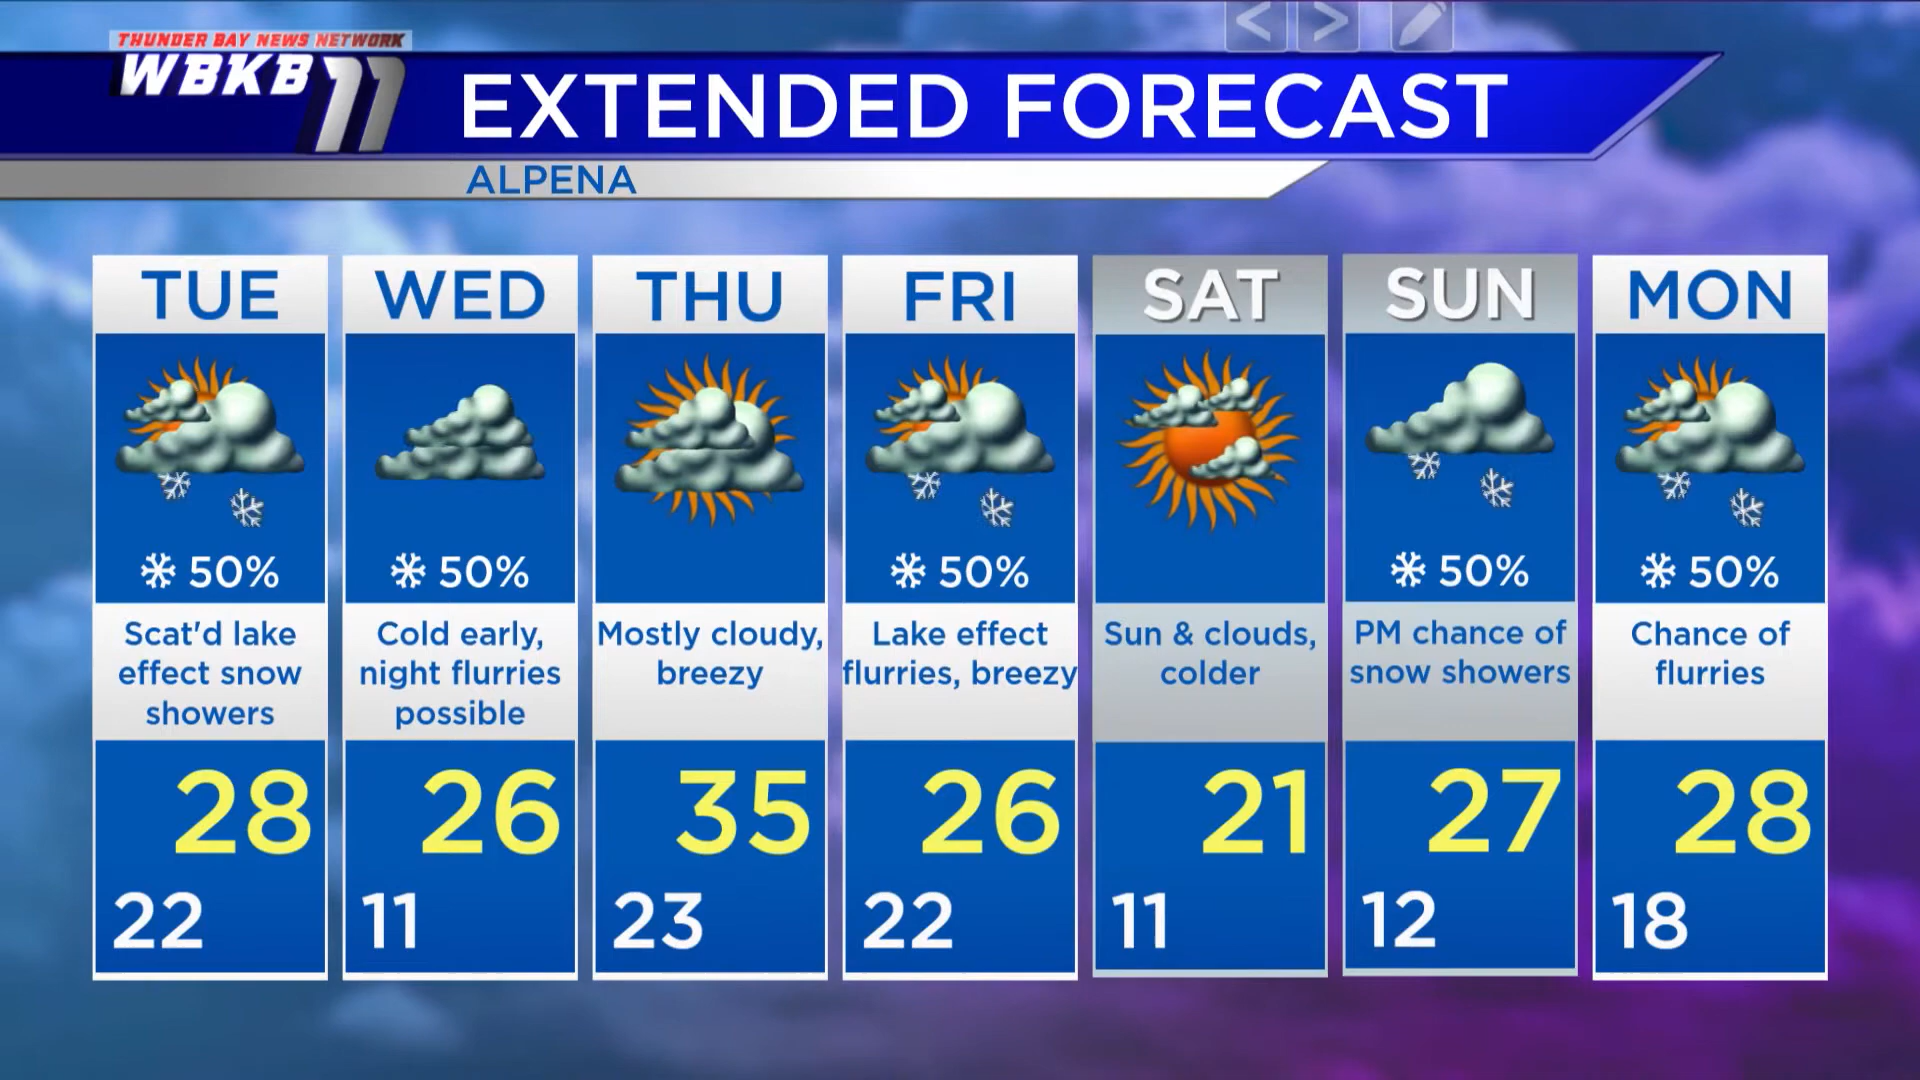 THUNDER BAY NEWS NETWORK
WBKB 11
EXTENDED FORECAST
ALPENA
TUE
50%
Scat'd lake
effect snow
showers
28
22
WED
50%
Cold early,
night flurries
possible
26
11
THU
Mostly cloudy,
breezy
35
23
FRI
50%
Lake effect
flurries, breezy
26
22
SAT
Sun & clouds,
colder
21
11
SUN
50%
PM chance of
snow showers
27
12
MON
50%
Chance of
flurries
28
18